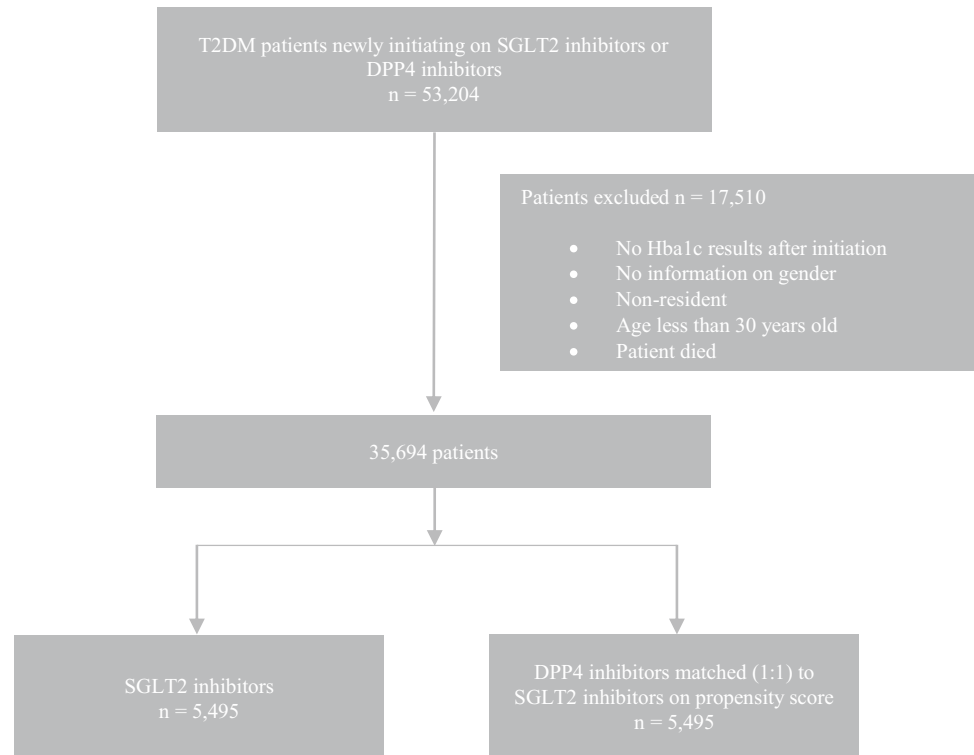 T2DM patients newly initiating on SGLT2 inhibitors or
DPP4 inhibitors
n = 53,204
Patients excluded n = 17,510
• No Hba1c results after initiation
• No information on gender
• Non-resident
• Age less than 30 years old
• Patient died
35,694 patients
SGLT2 inhibitors
n = 5,495
DPP4 inhibitors matched (1:1) to
SGLT2 inhibitors on propensity score
n = 5,495